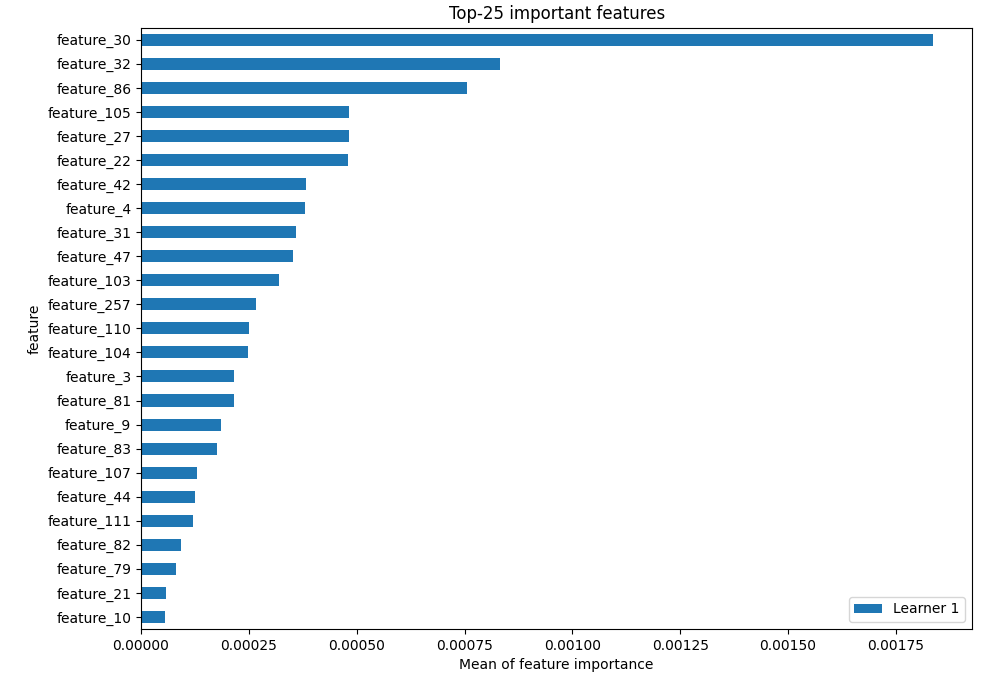 Top-25 important features
feature_30
feature_32
feature_86
feature_105
feature_27
feature_22
feature_42
feature_4
feature_31
feature_47
feature_103
feature_257
feature_110
feature_104
feature_3
feature_81
feature_9
feature_83
feature_107
feature_44
feature_111
feature_82
feature_79
feature_21
feature_10
feature
Learner 1
0.00000 0.00025 0.00050 0.00075 0.00100 0.00125 0.00150 0.00175
Mean of feature importance